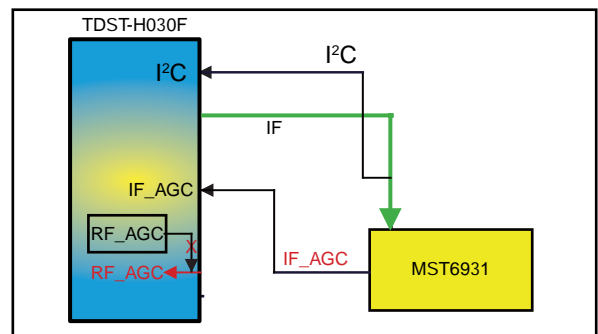 TDST-H030F
I²C
I²C
IF
IF_AGC
RF_AGC
X
RF_AGC
IF_AGC
MST6931